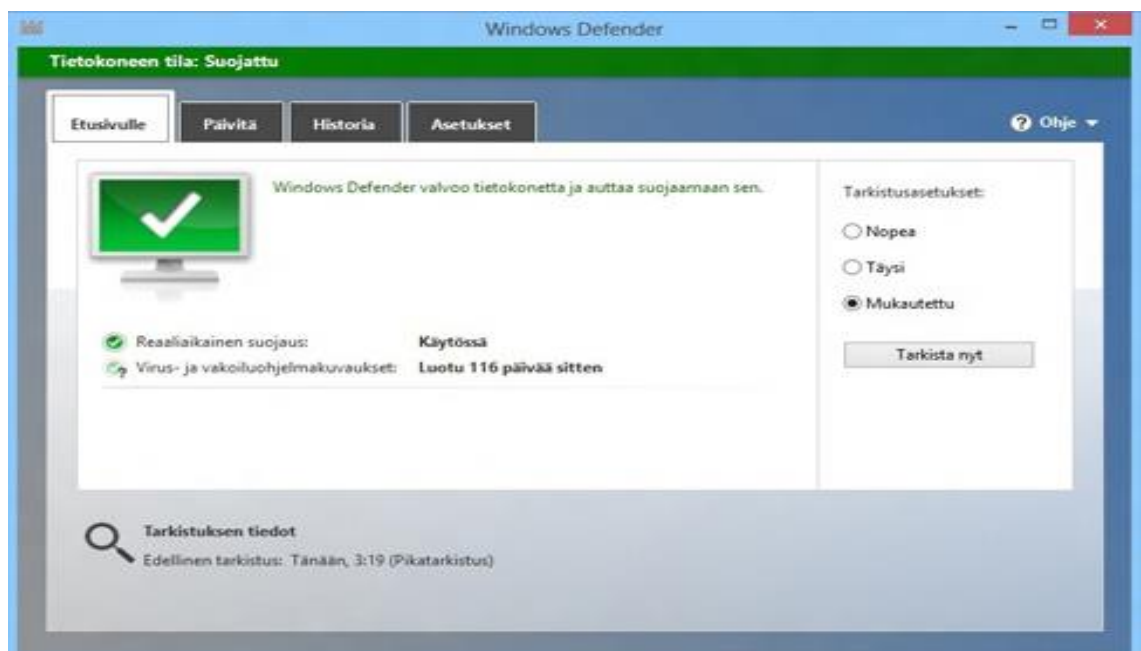 Windows Defender
Tietokoneen tila: Suojattu
Etusivulle Päivitä Historia Asetukset Ohje
Windows Defender valvoo tietokonetta ja auttaa suojaamaan sen.
Tarkistusasetukset:
Nopea
Täysi
Mukautettu
Tarkista nyt
Reaaliaikainen suojaus: Käytössä
Virus- ja vakoiluohjelmakuvaukset: Luotu 116 päivää sitten
Tarkistuksen tiedot
Edellinen tarkistus: Tänään, 3:19 (Pikatarkistus)